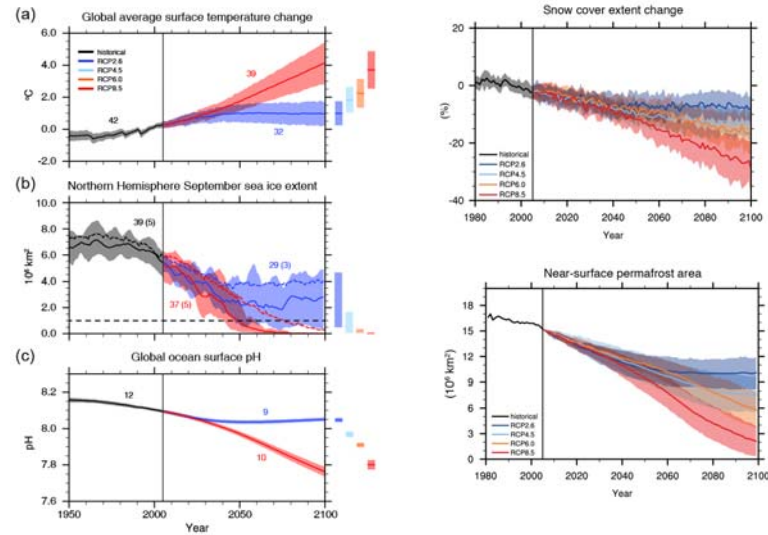 (a)
Global average surface temperature change
6.0
4.0
2.0
0.0
-2.0
°C
historical
RCP2.6
RCP4.5
RCP6.0
RCP8.5
42
39
32
(b)
Northern Hemisphere September sea ice extent
10.0
8.0
6.0
4.0
2.0
0.0
10⁶ km²
39 (5)
29 (3)
37 (5)
(c)
Global ocean surface pH
8.2
8.0
7.8
7.6
pH
12
9
10
1950
2000
2050
2100
Year
Snow cover extent change
20
0
-20
-40
(%)
historical
RCP2.6
RCP4.5
RCP6.0
RCP8.5
1980
2000
2020
2040
2060
2080
2100
Year
Near-surface permafrost area
18
15
12
9
6
3
0
(10⁶ km²)
historical
RCP2.6
RCP4.5
RCP6.0
RCP8.5
1980
2000
2020
2040
2060
2080
2100
Year